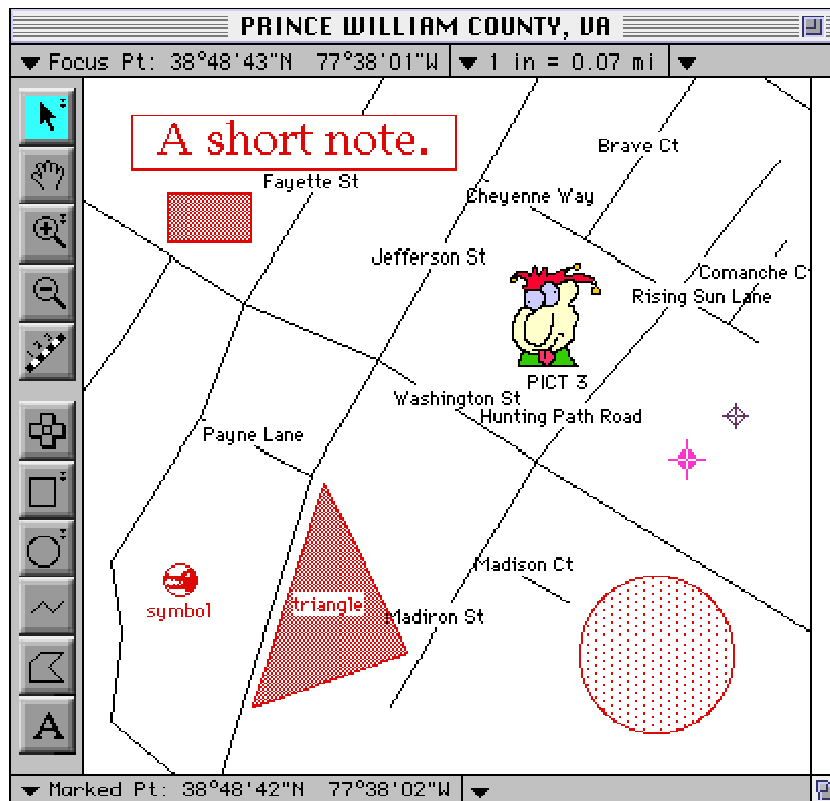 PRINCE WILLIAM COUNTY, VA
Focus Pt: 38°48'43"N 77°38'01"W 1 in = 0.07 mi
A short note.
Brave Ct
Fayette St
Cheyenne Way
Jefferson St
Comanche Ct
Rising Sun Lane
PICT 3
Washington St
Hunting Path Road
Payne Lane
Madison Ct
triangle
symbol
Madiron St
A
Marked Pt: 38°48'42"N 77°38'02"W